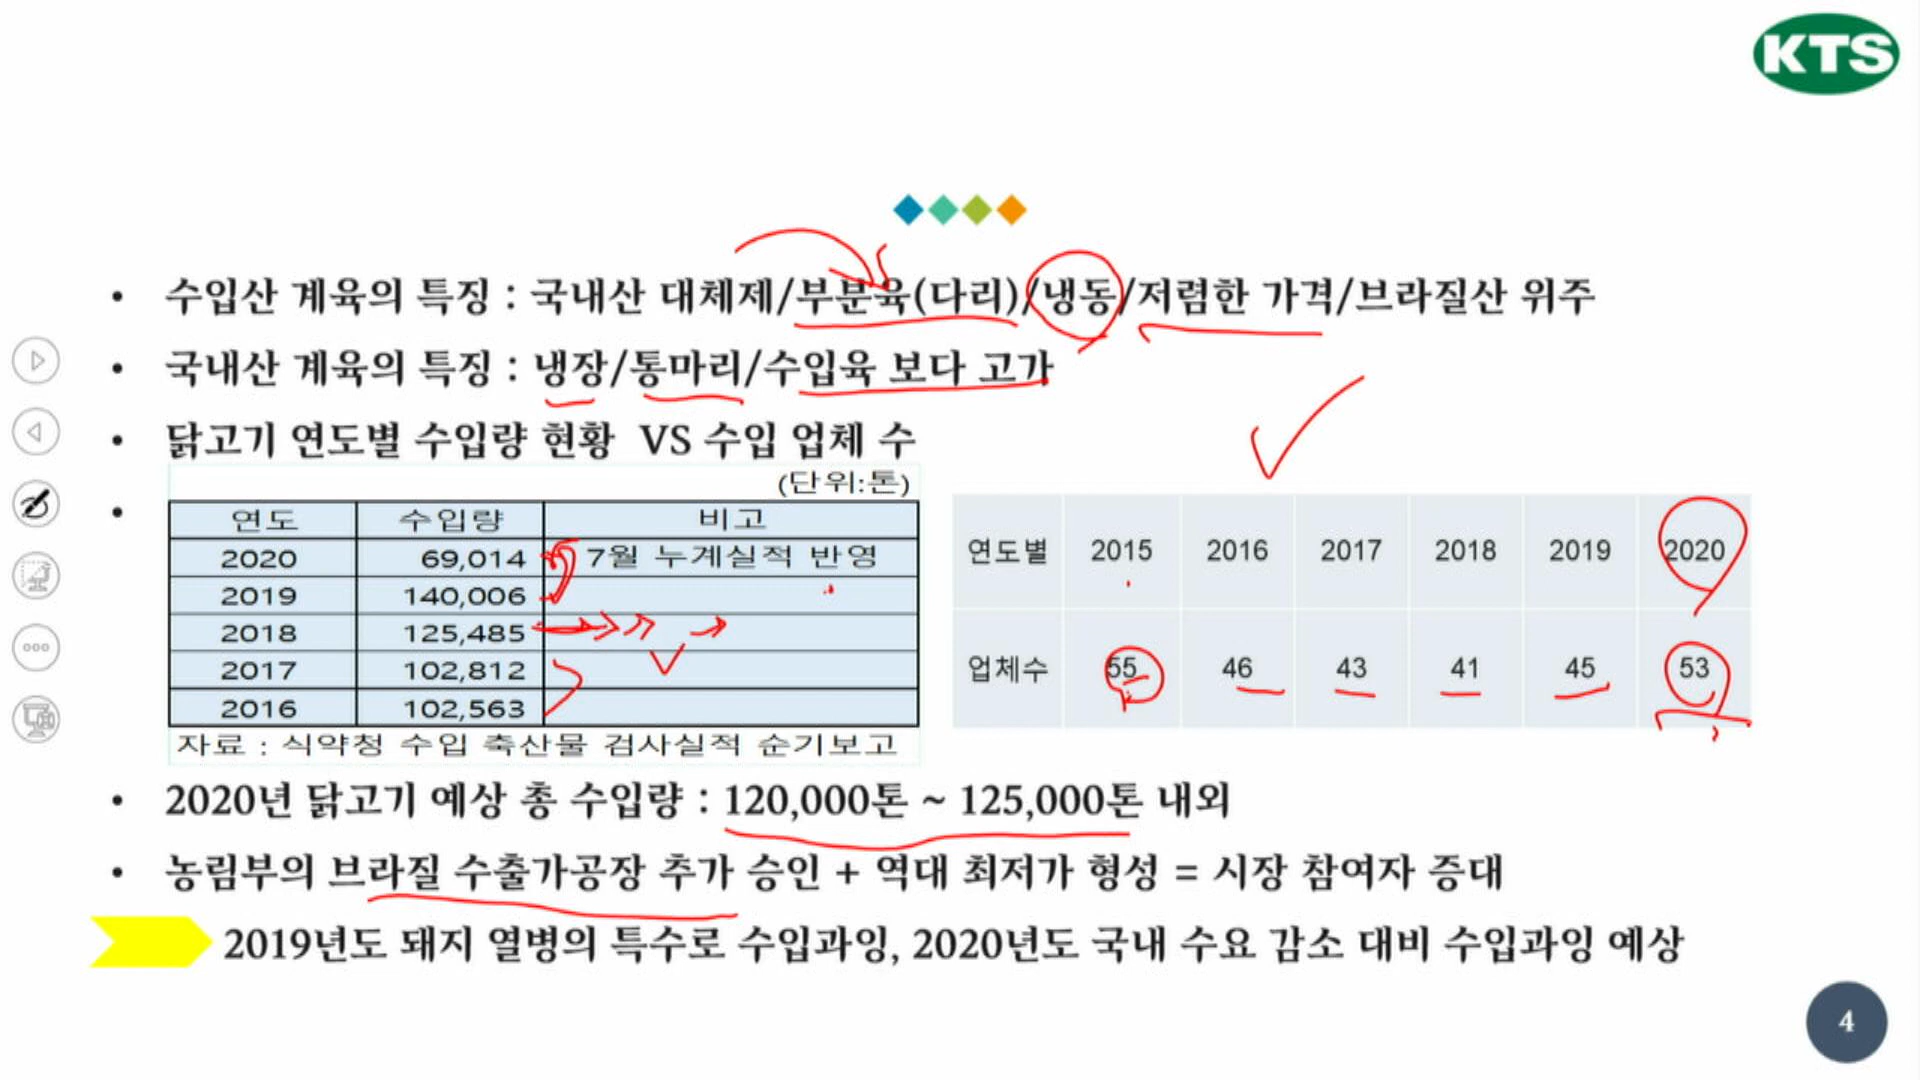 KTS
• 수입산 계육의 특징 : 국내산 대체제/부분육(다리)/냉동/저렴한 가격/브라질산 위주
• 국내산 계육의 특징 : 냉장/통마리/수입육 보다 고가
• 닭고기 연도별 수입량 현황 VS 수입 업체 수
•
(단위:톤)
연도 수입량 비고
2020 69,014 7월 누계실적 반영
2019 140,006
2018 125,485
2017 102,812
2016 102,563
자료 : 식약청 수입 축산물 검사실적 순기보고
연도별 2015 2016 2017 2018 2019 2020
업체수 55 46 43 41 45 53
• 2020년 닭고기 예상 총 수입량 : 120,000톤 ~ 125,000톤 내외
• 농림부의 브라질 수출가공장 추가 승인 + 역대 최저가 형성 = 시장 참여자 증대
2019년도 돼지 열병의 특수로 수입과잉, 2020년도 국내 수요 감소 대비 수입과잉 예상
4